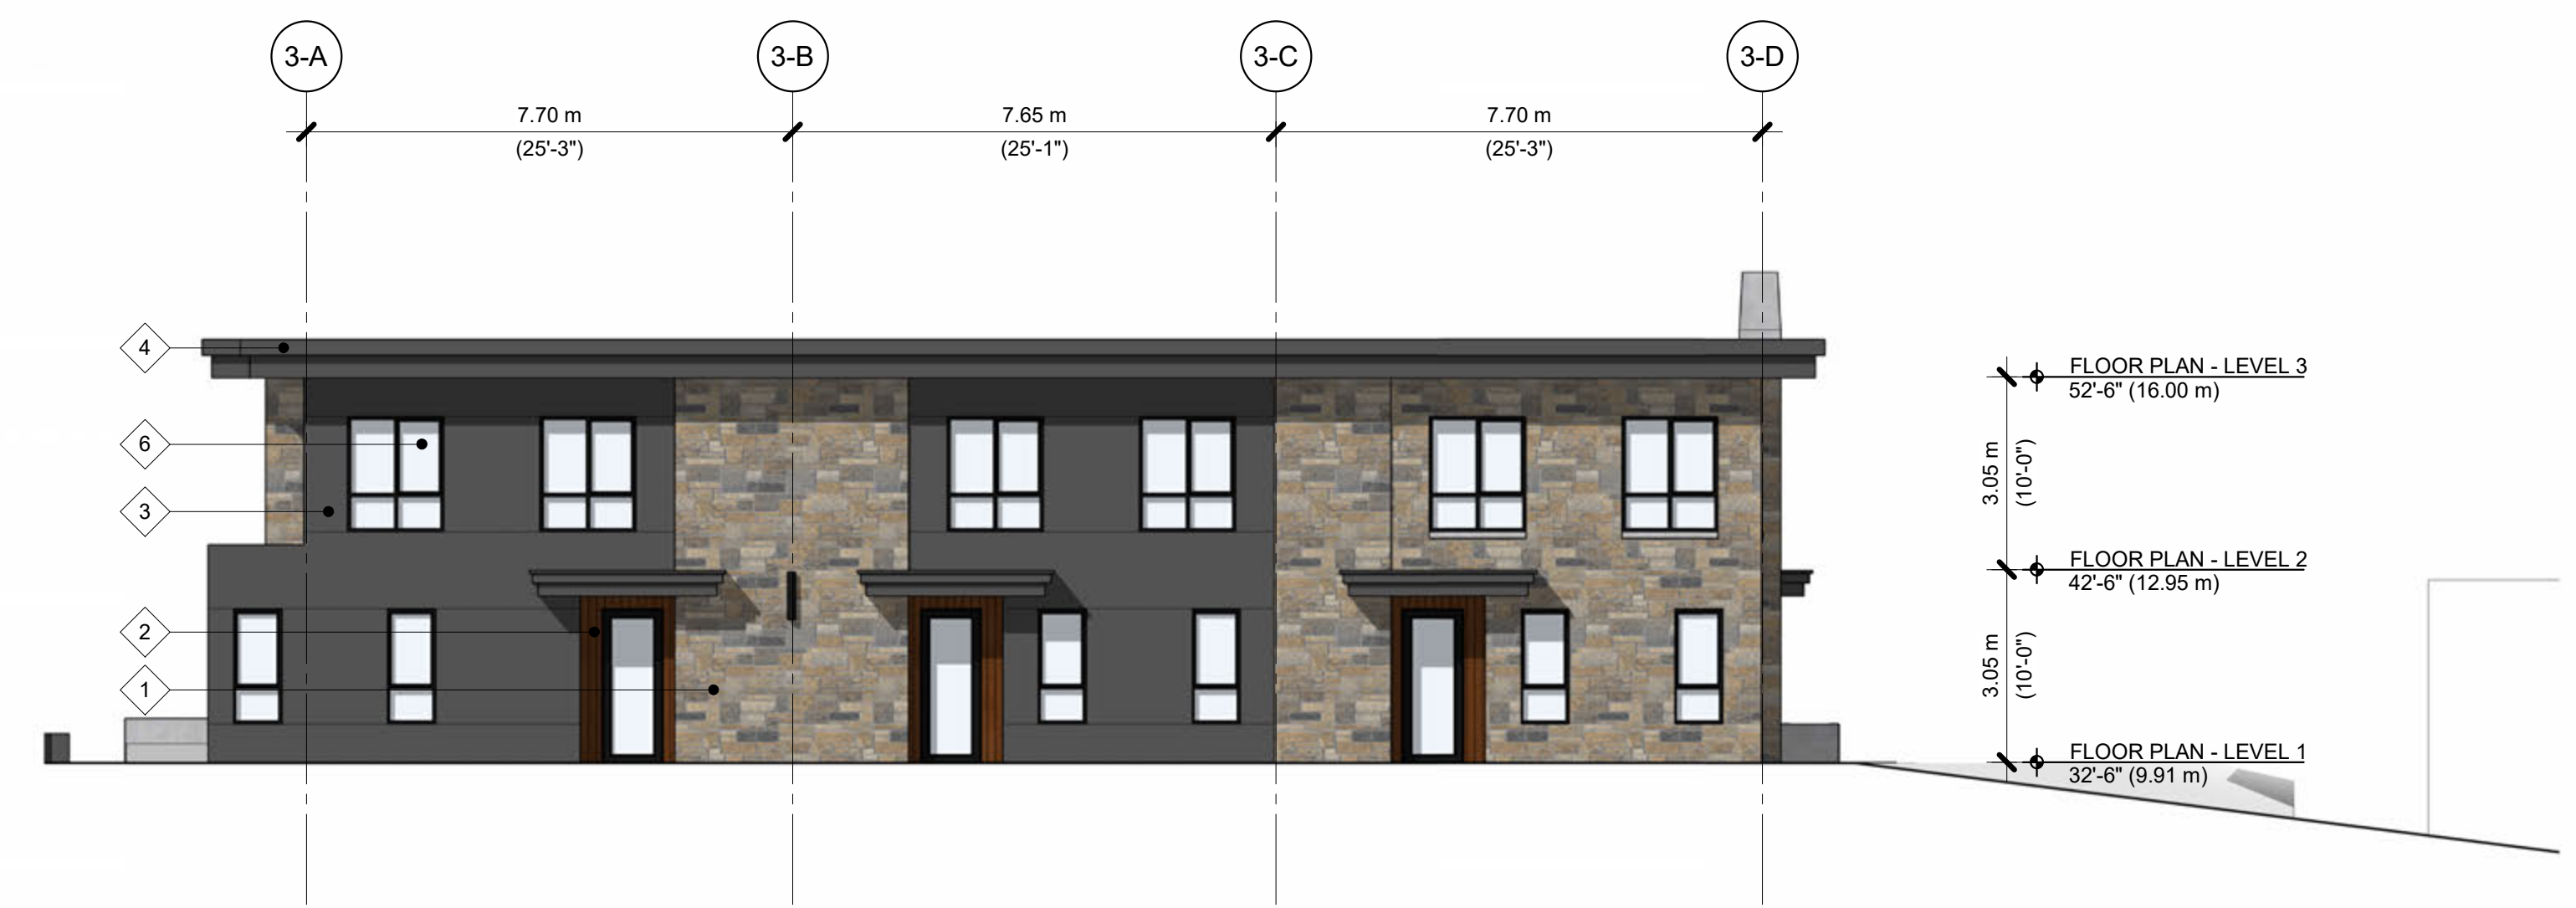 3-A
3-B
3-C
3-D
7.70 m
(25'-3")
7.65 m
(25'-1")
7.70 m
(25'-3")
4
6
3
2
1
FLOOR PLAN - LEVEL 3
52'-6" (16.00 m)
3.05 m
(10'-0")
FLOOR PLAN - LEVEL 2
42'-6" (12.95 m)
3.05 m
(10'-0")
FLOOR PLAN - LEVEL 1
32'-6" (9.91 m)